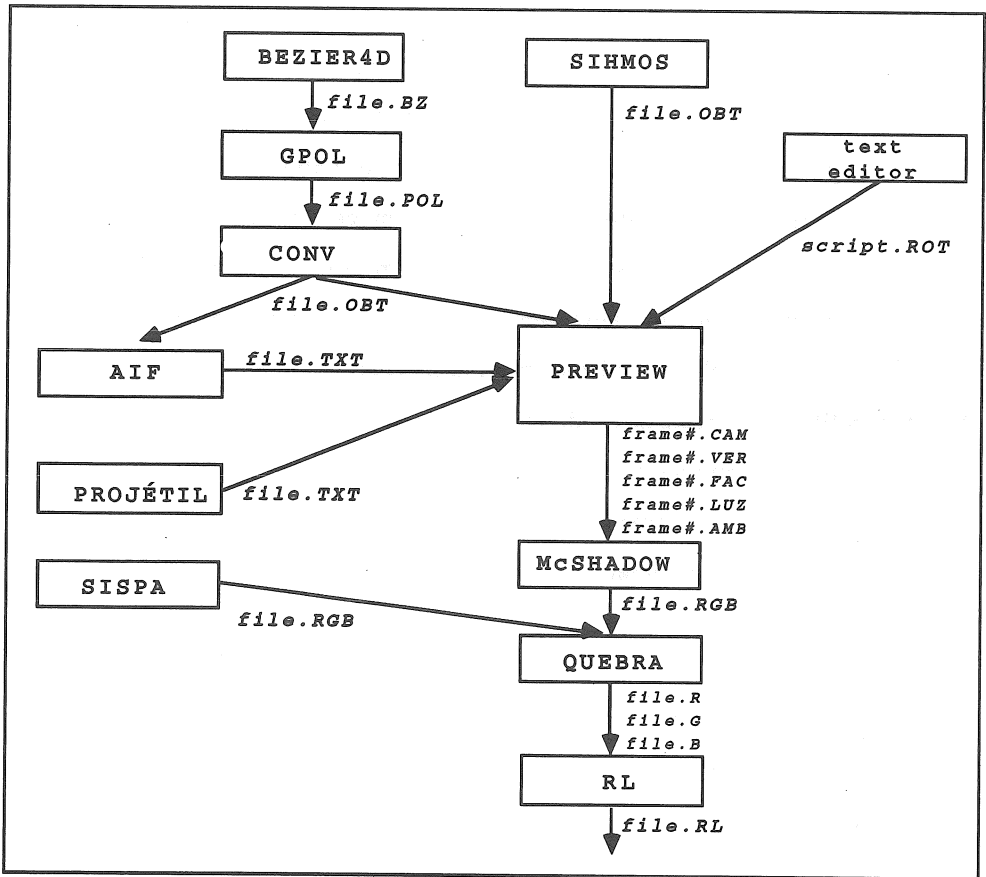 BEZIER4D
SIHMOS
file.BZ
file.OBT
GPOL
text
editor
file.POL
CONV
script.ROT
file.OBT
AIF
file.TXT
PREVIEW
frame#.CAM
frame#.VER
frame#.FAC
frame#.LUZ
frame#.AMB
PROJÉTIL
file.TXT
McSHADOW
SISPA
file.RGB
file.RGB
QUEBRA
file.R
file.G
file.B
RL
file.RL